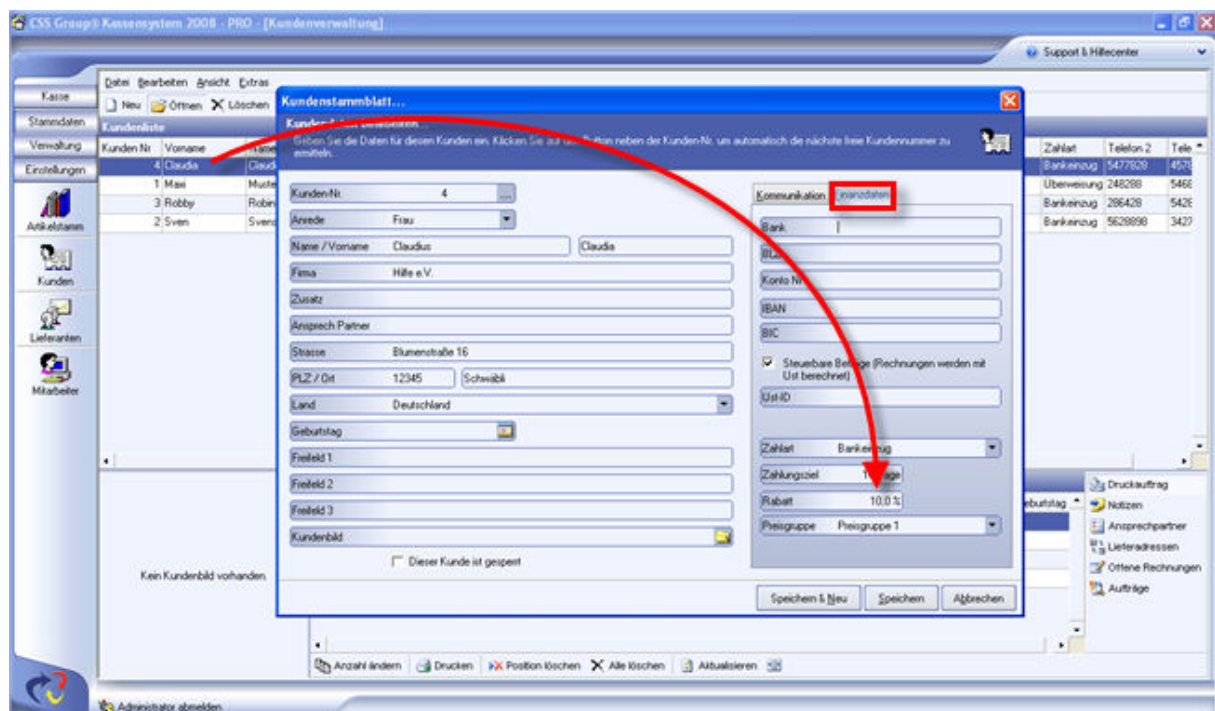 CSS Group® Kassensystem 2008 - PRO - [Kundenverwaltung]
Support & Hilfecenter
Datei Bearbeiten Ansicht Extras
Neu Öffnen Löschen
Kasse
Stammdaten
Verwaltung
Einstellungen
Artikelstamm
Kunden
Lieferanten
Mitarbeiter
Kundenliste
Kunden Nr Vorname Name
4 Claudia
1 Maxi
3 Robby
2 Sven
Zahlart Telefon 2 Tele
Bankeinzug 5477828
Überweisung 248288
Bankeinzug 286428
Bankeinzug 5628898 3427
Kundenstammblatt...
Geben Sie die Daten für diesen Kunden ein. Klicken Sie auf den Button neben der Kunden-Nr. um automatisch die nächste freie Kundennummer zu
ermitteln.
Kunden-Nr. 4 ...
Anrede Frau
Name / Vorname Claudius Claudia
Firma Hilfe e.V.
Zusatz
Ansprech Partner
Strasse Blumenstraße 16
PLZ / Ort 12345 Schwäbli
Land Deutschland
Geburtstag
Freifeld 1
Freifeld 2
Freifeld 3
Kundenbild
Dieser Kunde ist gesperrt
Kommunikation Finanzdaten
Bank
BLZ
Konto Nr
IBAN
BIC
Steuerbare Beträge (Rechnungen werden mit
Ust berechnet)
Ust-ID
Zahlart Bankeinzug
Zahlungsziel
Rabatt 10,0 %
Preisgruppe Preisgruppe 1
Speichern & Neu Speichern Abbrechen
Kein Kundenbild vorhanden.
Druckauftrag
Notizen
Ansprechpartner
Lieferadressen
Offene Rechnungen
Aufträge
Anzahl ändern Drucken Position löschen Alle löschen Aktualisieren
Administrator abmelden